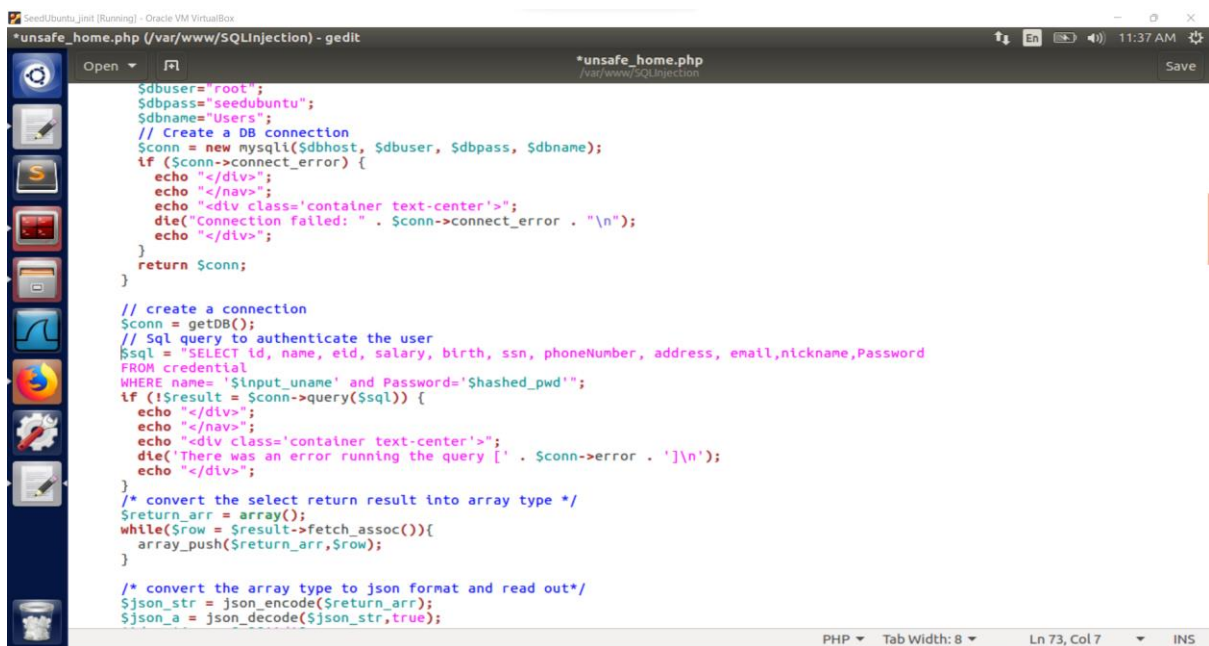 SeedUbuntu_jinit [Running] - Oracle VM VirtualBox
*unsafe_home.php (/var/www/SQLInjection) - gedit
En
11:37 AM
Open
*unsafe_home.php
/var/www/SQLInjection
Save
$dbuser="root";
$dbpass="seedubuntu";
$dbname="Users";
// Create a DB connection
$conn = new mysqli($dbhost, $dbuser, $dbpass, $dbname);
if ($conn->connect_error) {
echo "</div>";
echo "</nav>";
echo "<div class='container text-center'>";
die("Connection failed: " . $conn->connect_error . "\n");
echo "</div>";
}
return $conn;
}
// create a connection
$conn = getDB();
// Sql query to authenticate the user
$sql = "SELECT id, name, eid, salary, birth, ssn, phoneNumber, address, email,nickname,Password
FROM credential
WHERE name= '$input_uname' and Password='$hashed_pwd'";
if (!$result = $conn->query($sql)) {
echo "</div>";
echo "</nav>";
echo "<div class='container text-center'>";
die('There was an error running the query [' . $conn->error . ']\n');
echo "</div>";
}
/* convert the select return result into array type */
$return_arr = array();
while($row = $result->fetch_assoc()){
array_push($return_arr,$row);
}
/* convert the array type to json format and read out*/
$json_str = json_encode($return_arr);
$json_a = json_decode($json_str,true);
PHP
Tab Width: 8
Ln 73, Col 7
INS